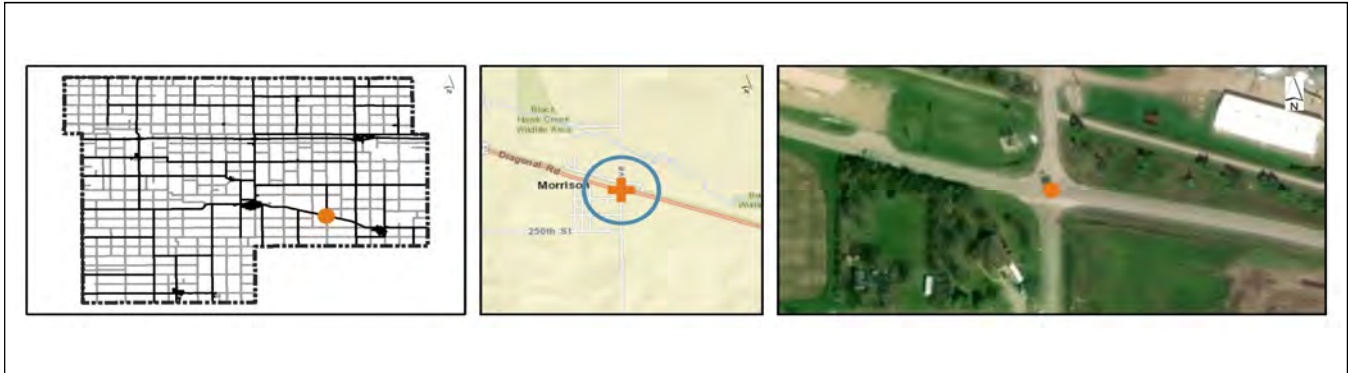 Black
Hawk Creek
Wildlife Area
Diagonal Rd
Morrison
250th St
N